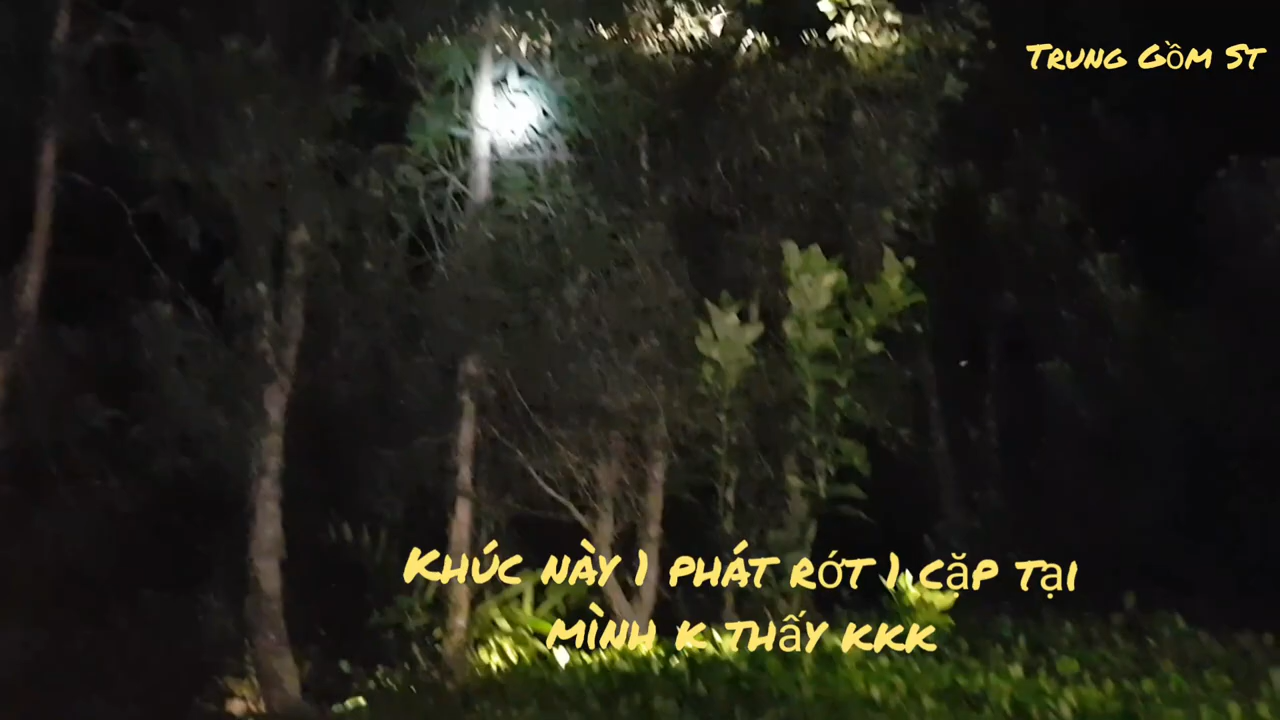 Trung Gồm St
Khúc này 1 phát rớt 1 cặp tại
mình k thấy kkk